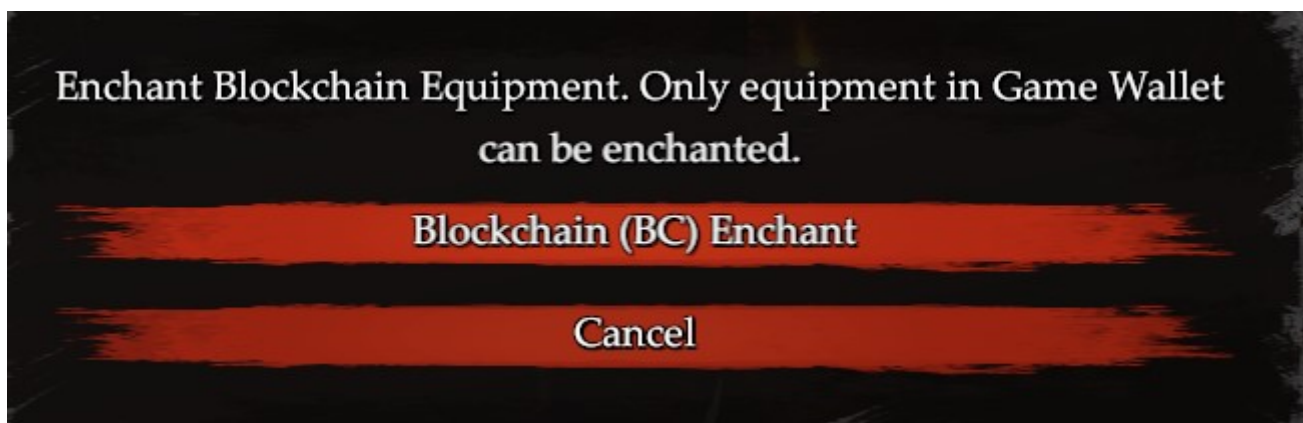 Enchant Blockchain Equipment. Only equipment in Game Wallet
can be enchanted.
Blockchain (BC) Enchant
Cancel